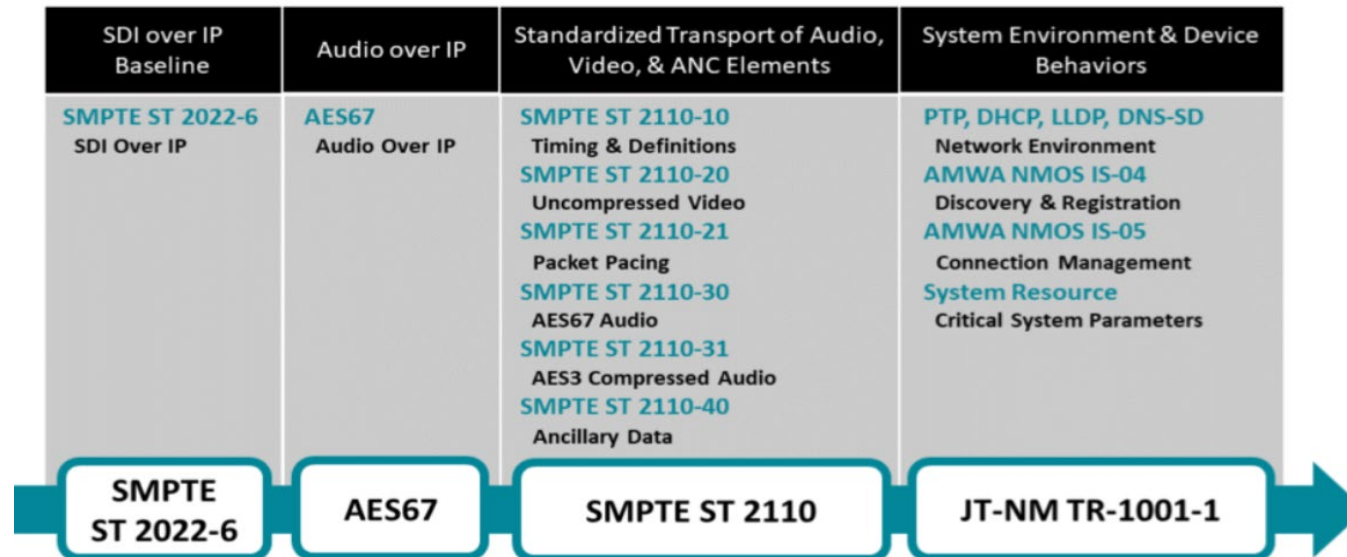 SDI over IP
Baseline
Audio over IP
Standardized Transport of Audio,
Video, & ANC Elements
System Environment & Device
Behaviors
SMPTE ST 2022-6
SDI Over IP
AES67
Audio Over IP
SMPTE ST 2110-10
Timing & Definitions
SMPTE ST 2110-20
Uncompressed Video
SMPTE ST 2110-21
Packet Pacing
SMPTE ST 2110-30
AES67 Audio
SMPTE ST 2110-31
AES3 Compressed Audio
SMPTE ST 2110-40
Ancillary Data
PTP, DHCP, LLDP, DNS-SD
Network Environment
AMWA NMOS IS-04
Discovery & Registration
AMWA NMOS IS-05
Connection Management
System Resource
Critical System Parameters
SMPTE
ST 2022-6
AES67
SMPTE ST 2110
JT-NM TR-1001-1